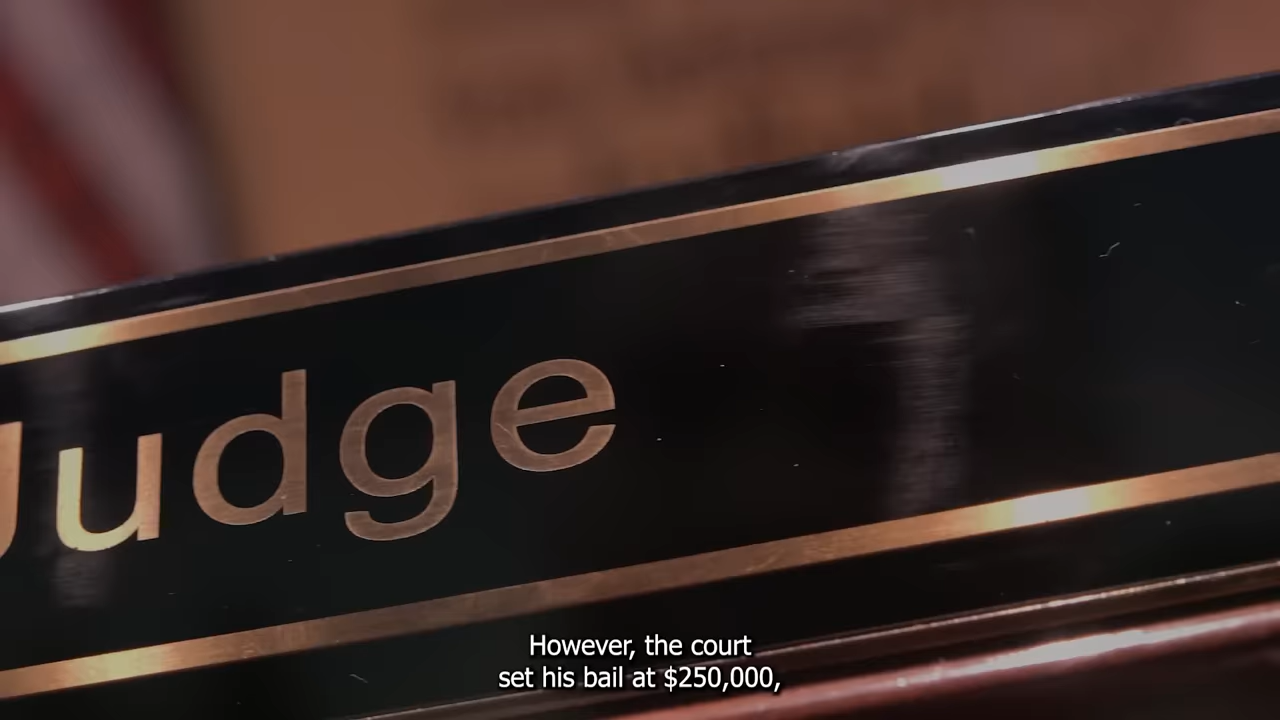 Judge
However, the court
set his bail at $250,000,